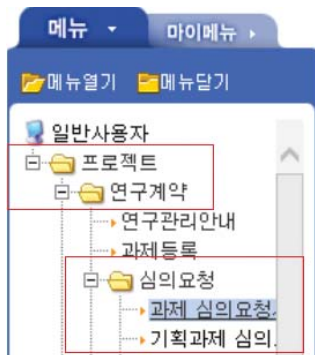 메뉴 마이메뉴
메뉴열기 메뉴닫기
일반사용자
프로젝트
연구계약
연구관리안내
과제등록
심의요청
과제 심의요청.
기획과제 심의.